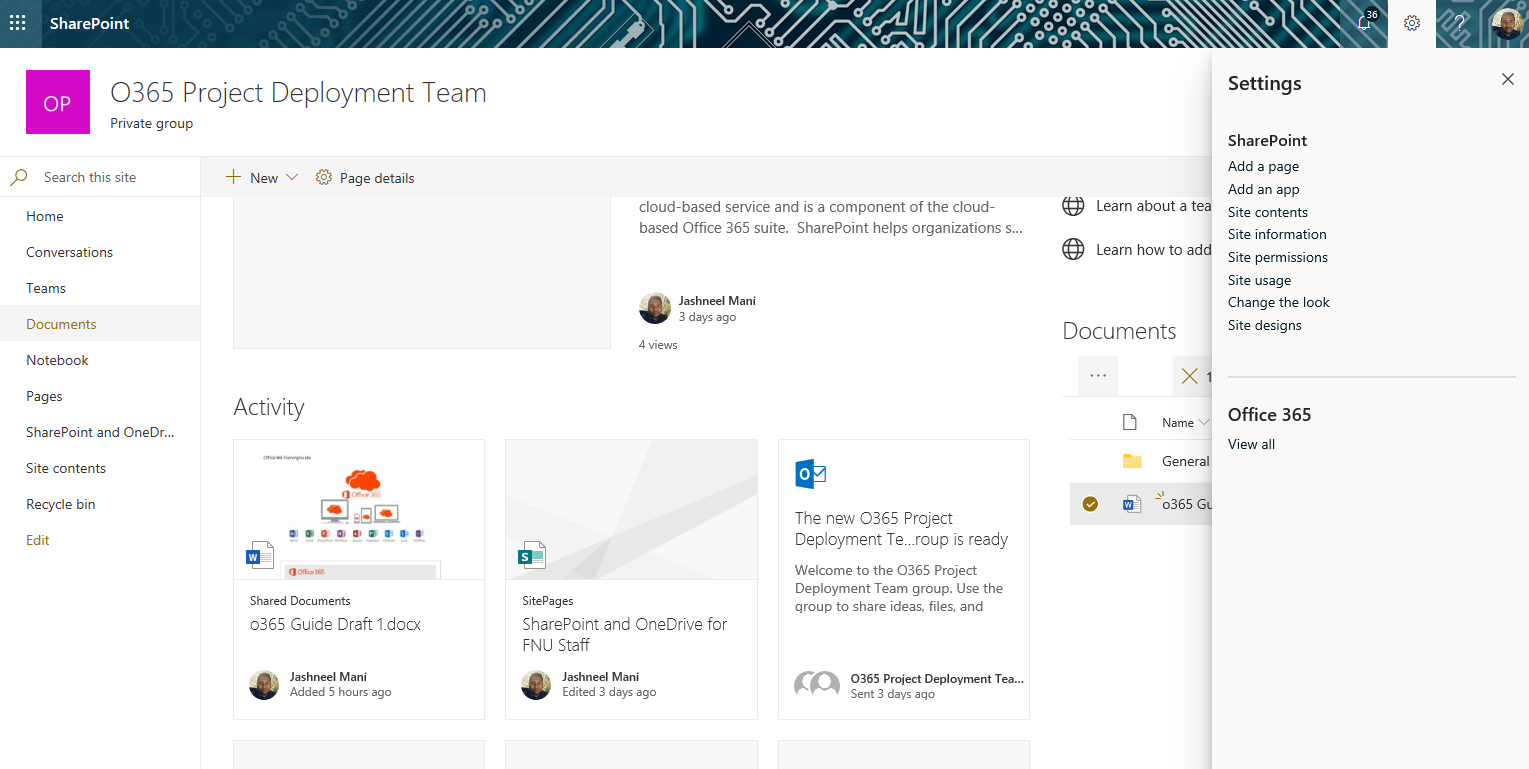 SharePoint
36
?
OP
O365 Project Deployment Team
Private group
Search this site
New
Page details
Home
Conversations
Teams
Documents
Notebook
Pages
SharePoint and OneDr...
Site contents
Recycle bin
Edit
cloud-based service and is a component of the cloud-
based Office 365 suite.  SharePoint helps organizations s...
Jashneel Mani
3 days ago
4 views
Learn about a tea
Learn how to add
Documents
...
1
Name
General
o365 Gu
Activity
Office 365 Training Guide
Office 365
Office 365
Shared Documents
o365 Guide Draft 1.docx
Jashneel Mani
Added 5 hours ago
SitePages
SharePoint and OneDrive for
FNU Staff
Jashneel Mani
Edited 3 days ago
The new O365 Project
Deployment Te...roup is ready
Welcome to the O365 Project
Deployment Team group. Use the
group to share ideas, files, and
O365 Project Deployment Tea...
Sent 3 days ago
Settings
SharePoint
Add a page
Add an app
Site contents
Site information
Site permissions
Site usage
Change the look
Site designs
Office 365
View all